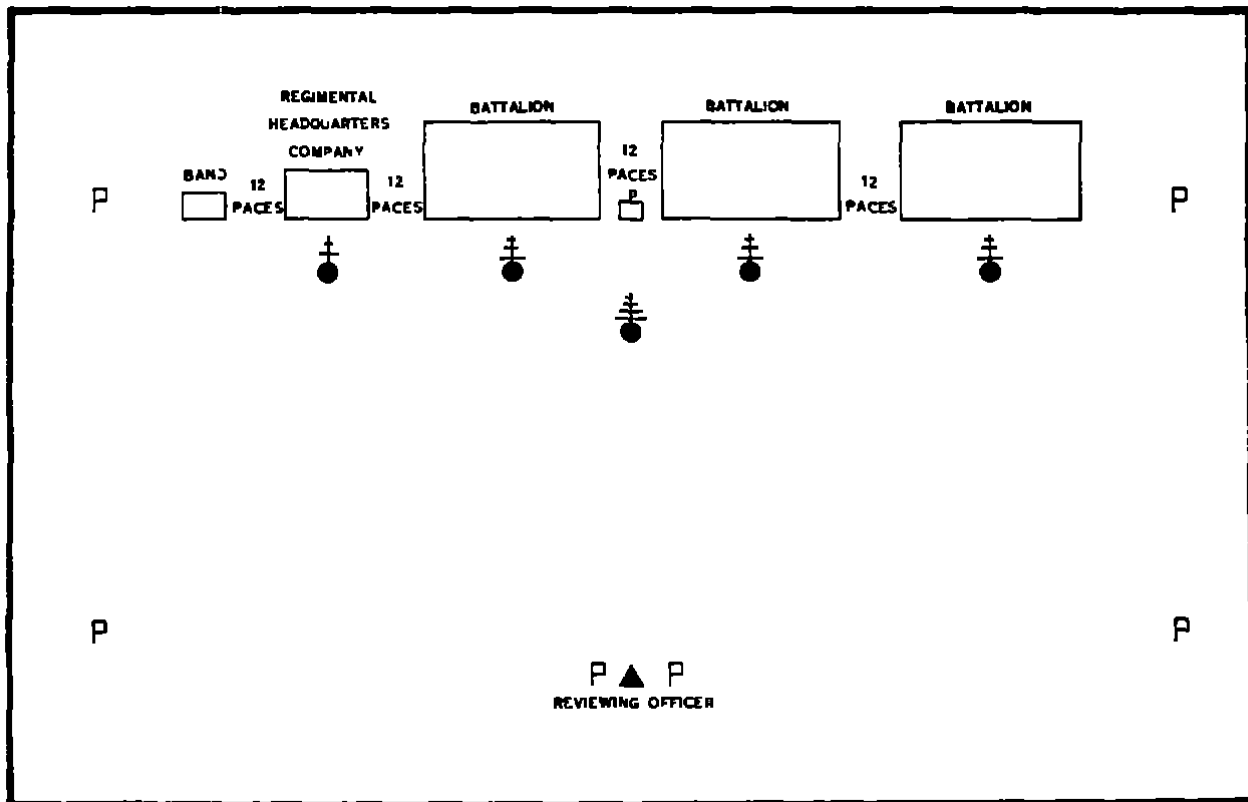 REGIMENTAL
HEADQUARTERS
COMPANY
BATTALION
BATTALION
BATTALION
BAND
12
PACES
12
PACES
12
PACES
12
PACES
P
P
P
P
P
P P
REVIEWING OFFICER